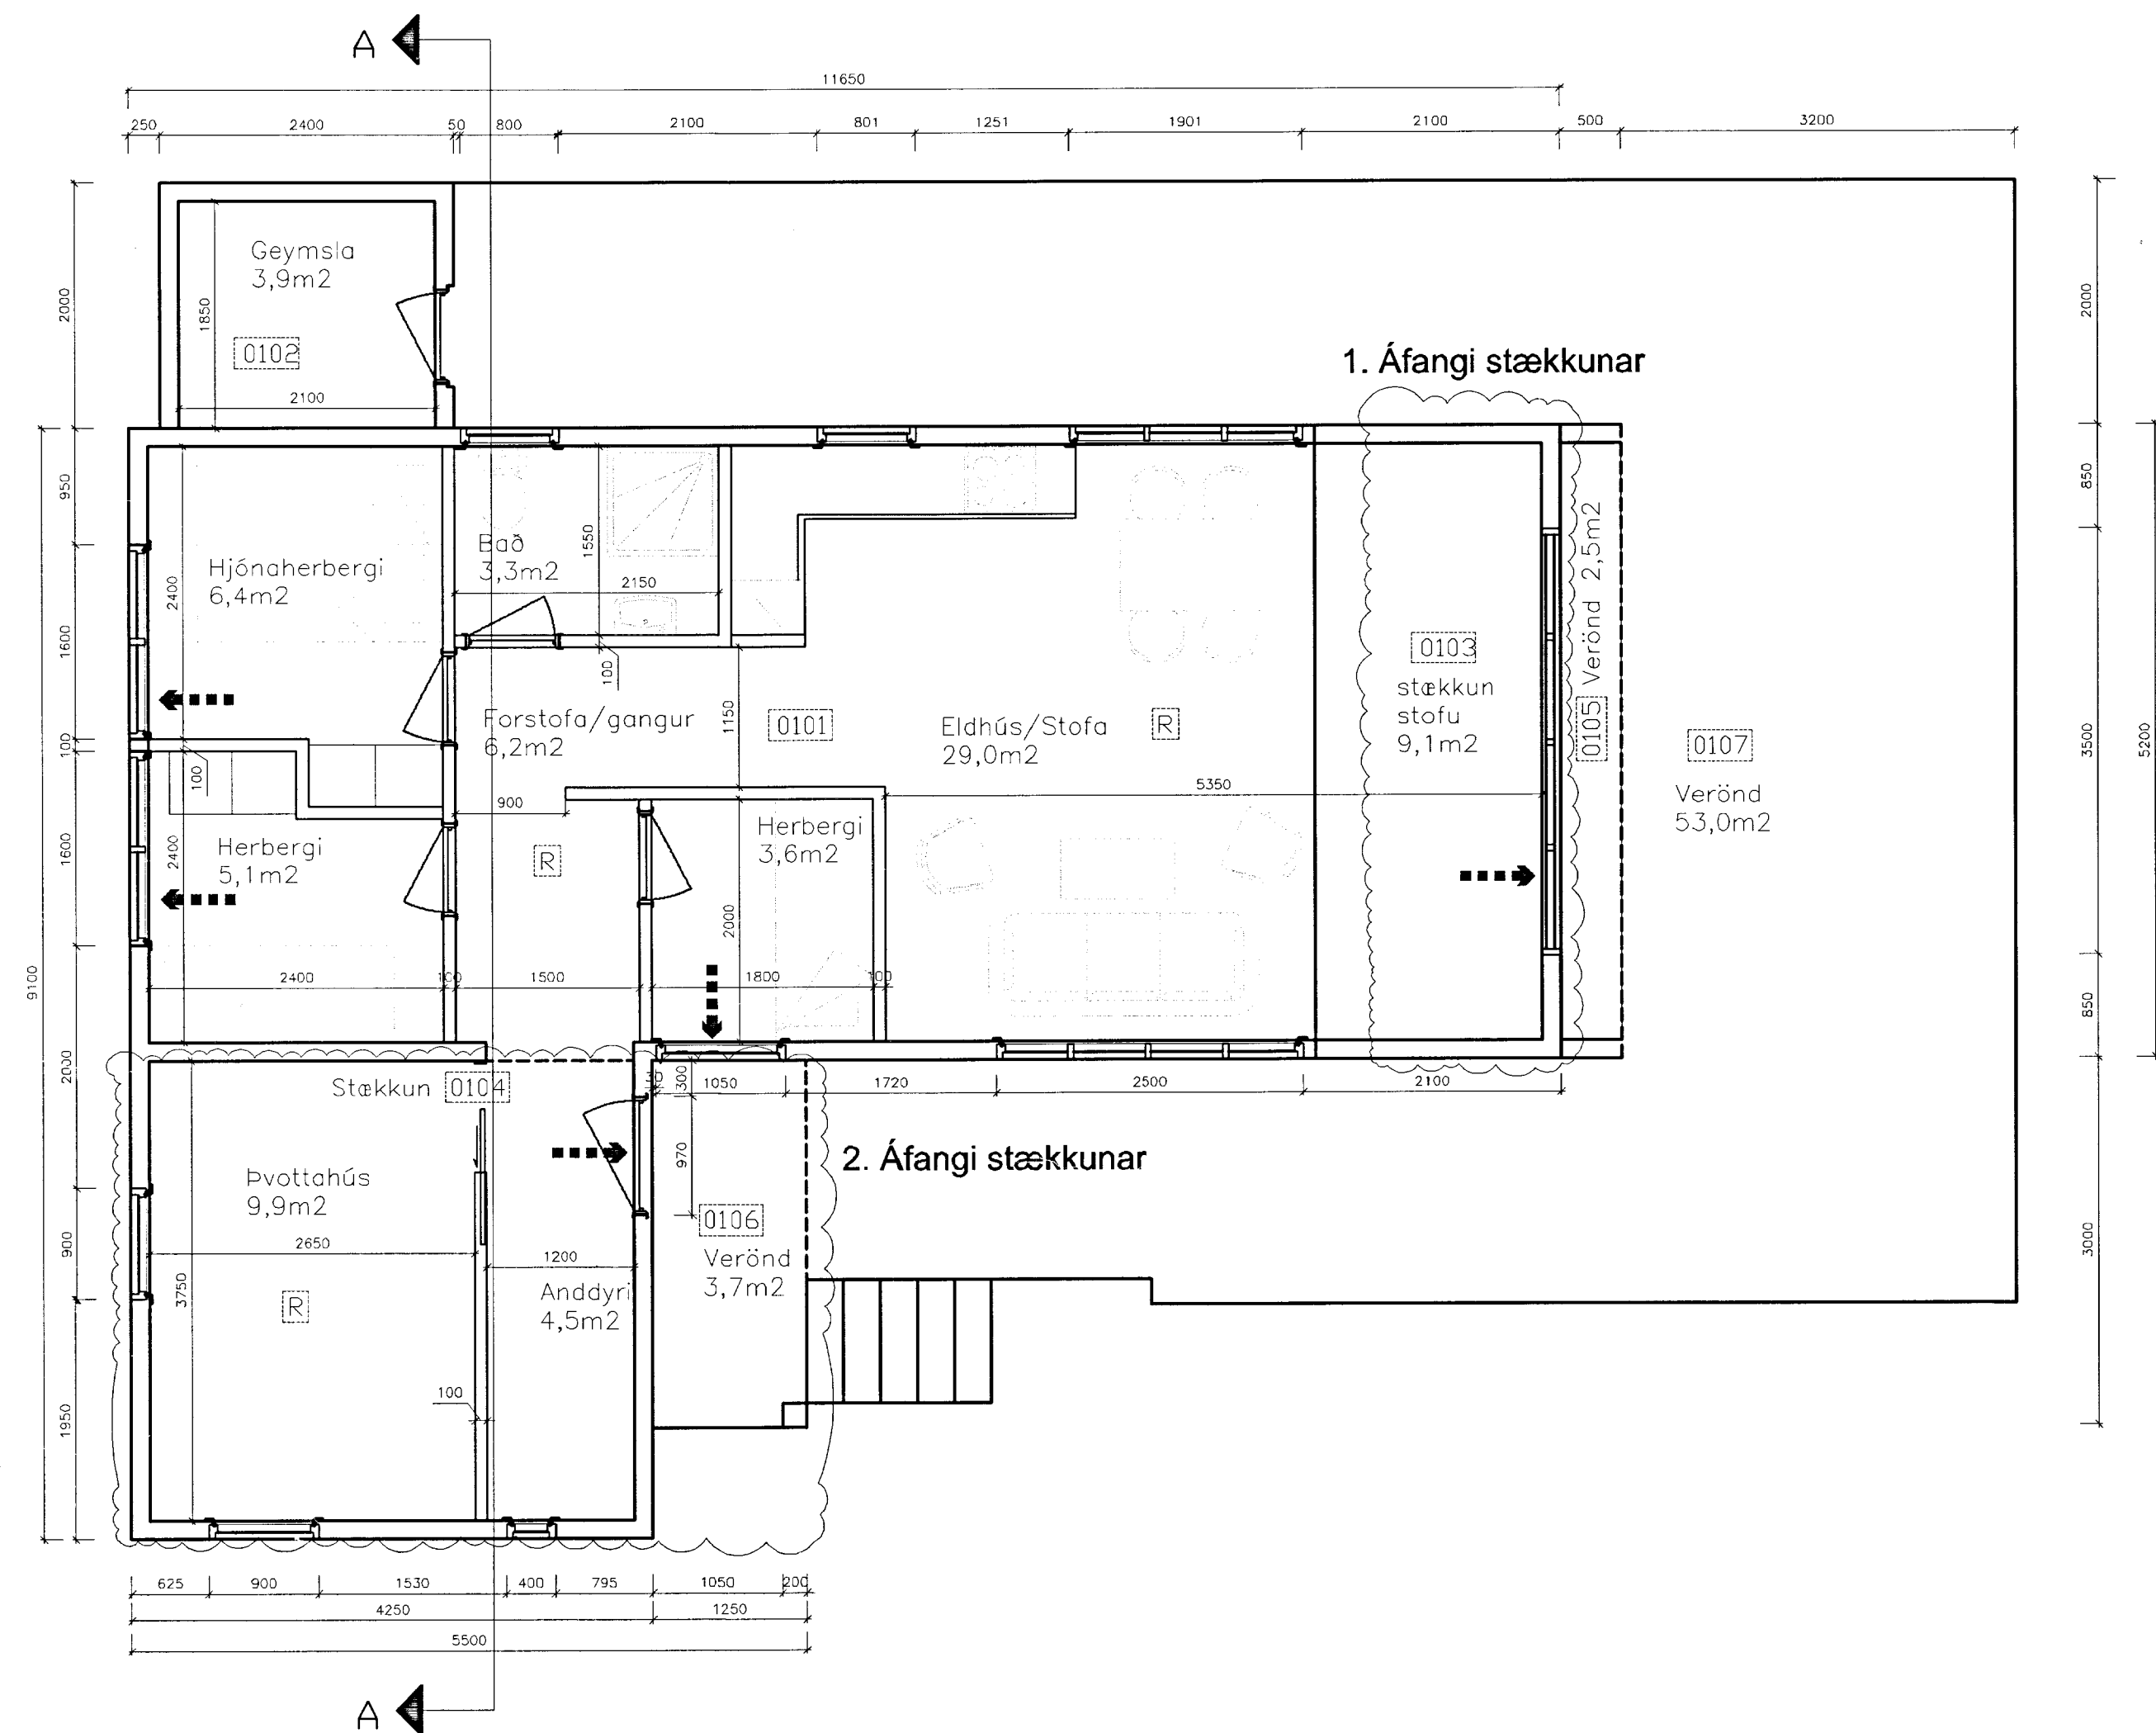 A
11650
250 2400 50 800 2100 801 1251 1901 2100 500 3200
Geymsla
3,9m2
0102
1850
2100
2000
2000
1. Áfangi stækkunar
9100
950
1600
100
1600
2000
900
1950
850
3500
850
5200
3000
Hjónaherbergi
6,4m2
2400
Bað
3,3m2
1550
2150
100
Forstofa/gangur
6,2m2
0101
1150
900
Eldhús/Stofa
29,0m2
R
5350
0103
stækkun
stofu
9,1m2
0105 Verönd 2,5m2
0107
Verönd
53,0m2
100
Herbergi
5,1m2
2400
R
Herbergi
3,6m2
2000
2400 100 1500 1800 100
Stækkun 0104
30 300 1050 1720 2500 2100
970
2. Áfangi stækkunar
Þvottahús
9,9m2
2650
3750
R
1200
Anddyri
4,5m2
100
0106
Verönd
3,7m2
625 900 1530 400 795 1050 200
4250 1250
5500
A